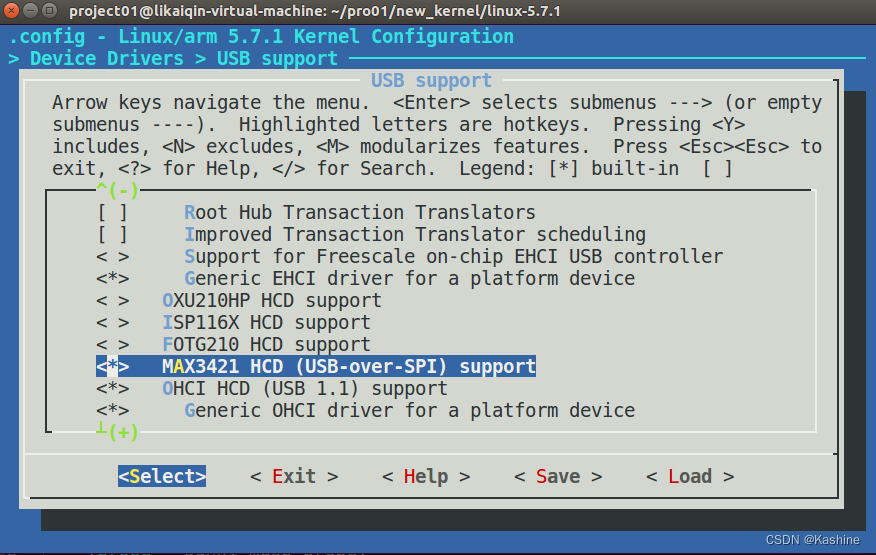 project01@likaiqin-virtual-machine: ~/pro01/new_kernel/linux-5.7.1
.config - Linux/arm 5.7.1 Kernel Configuration
> Device Drivers > USB support
USB support
Arrow keys navigate the menu.  <Enter> selects submenus ---> (or empty
submenus ----).  Highlighted letters are hotkeys.  Pressing <Y>
includes, <N> excludes, <M> modularizes features.  Press <Esc><Esc> to
exit, <?> for Help, </> for Search.  Legend: [*] built-in  [ ]
^(-)
[ ]     Root Hub Transaction Translators
[ ]     Improved Transaction Translator scheduling
< >     Support for Freescale on-chip EHCI USB controller
<*>     Generic EHCI driver for a platform device
< >   OXU210HP HCD support
< >   ISP116X HCD support
< >   FOTG210 HCD support
<*>   MAX3421 HCD (USB-over-SPI) support
<*>   OHCI HCD (USB 1.1) support
<*>     Generic OHCI driver for a platform device
┴(+)
<Select>    < Exit >    < Help >    < Save >    < Load >
CSDN @Kashine